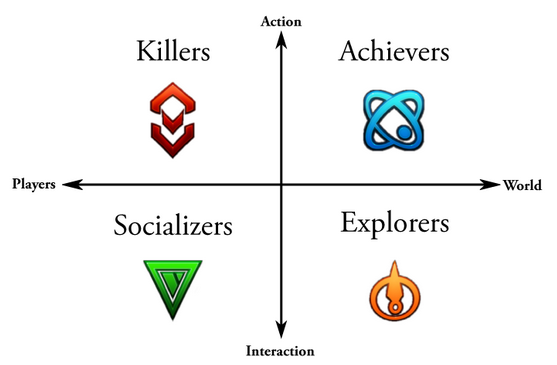 Action
Killers
Achievers
Players
World
Socializers
Explorers
Interaction